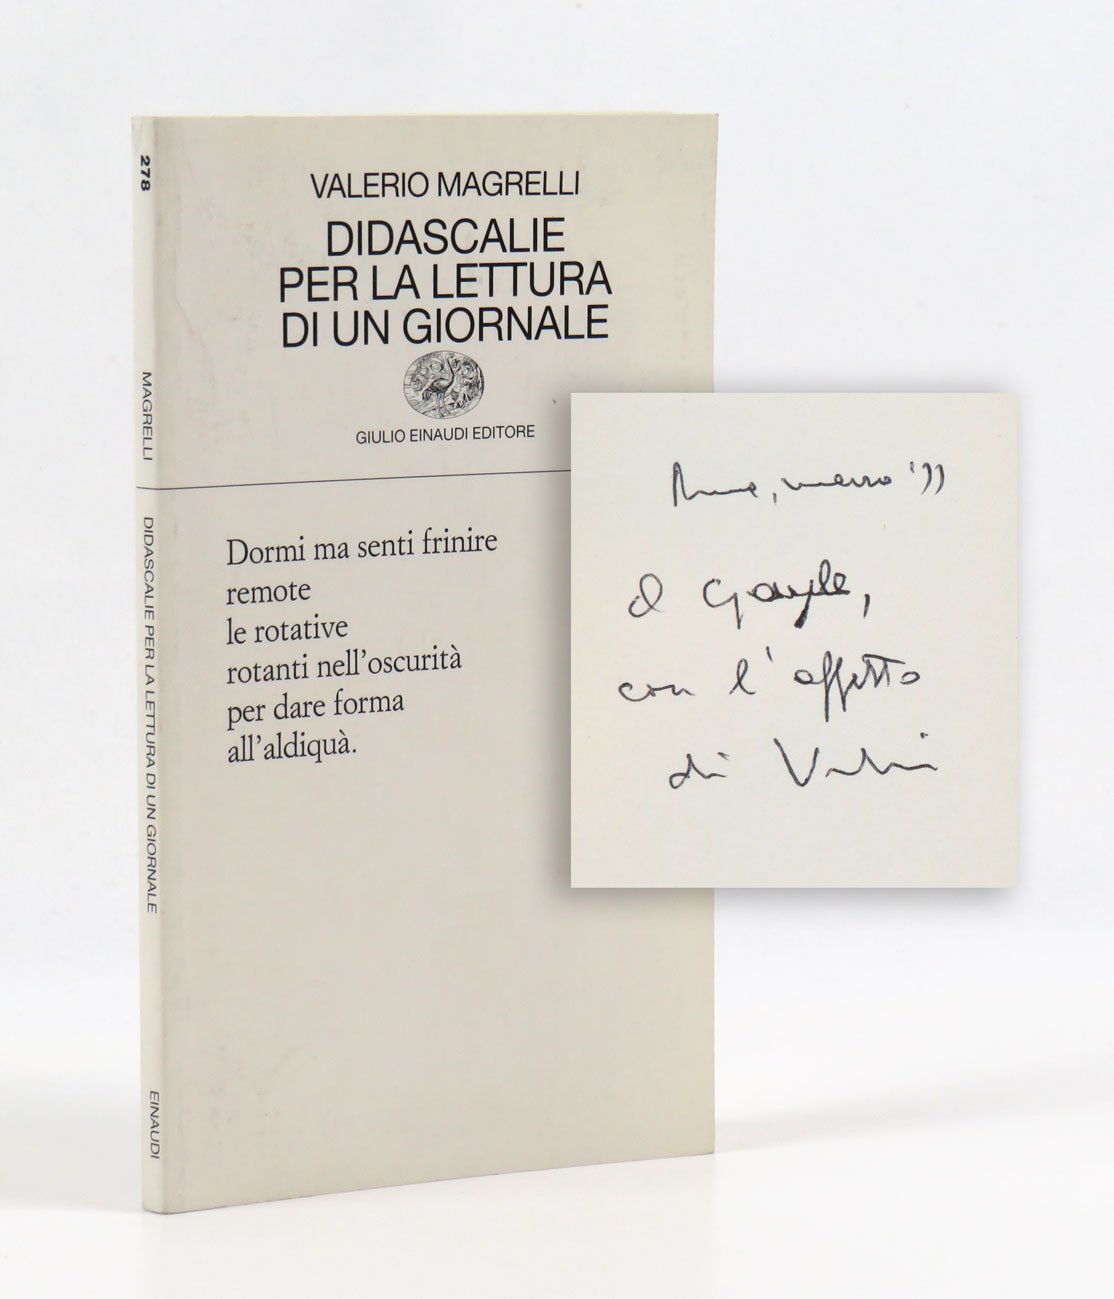 VALERIO MAGRELLI
DIDASCALIE
PER LA LETTURA
DI UN GIORNALE
GIULIO EINAUDI EDITORE
Dormi ma senti frinire
remote
le rotative
rotanti nell'oscurità
per dare forma
all'aldiquà.
278
MAGRELLI
DIDASCALIE PER LA LETTURA DI UN GIORNALE
EINAUDI
marzo '99
con l'affetto
di